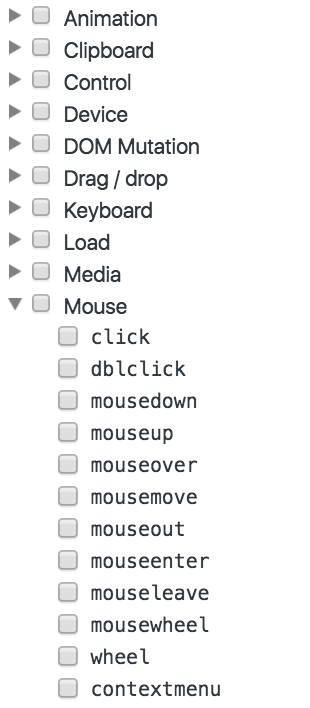 Animation
Clipboard
Control
Device
DOM Mutation
Drag / drop
Keyboard
Load
Media
Mouse
click
dblclick
mousedown
mouseup
mouseover
mousemove
mouseout
mouseenter
mouseleave
mousewheel
wheel
contextmenu